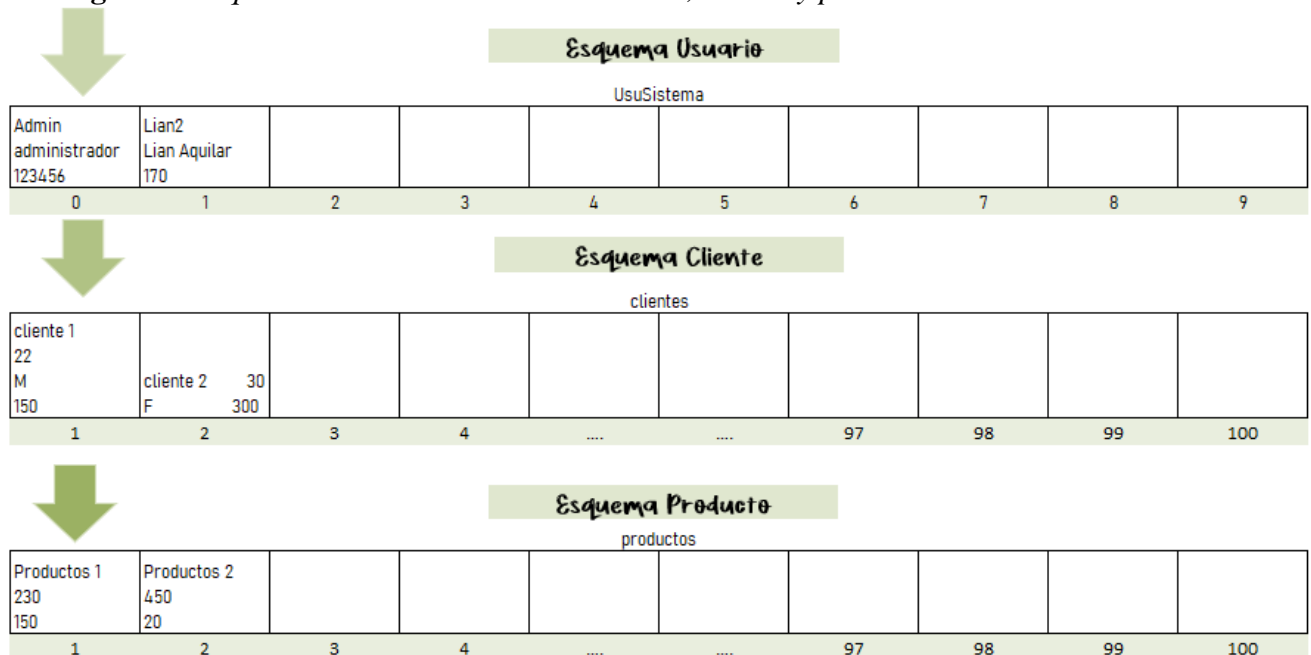 Esquema Usuario
UsuSistema
Admin
administrador
123456
Lian2
Lian Aquilar
170
0 1 2 3 4 5 6 7 8 9
Esquema Cliente
clientes
cliente 1
22
M
150
cliente 2 30
F 300
1 2 3 4 .... .... 97 98 99 100
Esquema Producto
productos
Productos 1
230
150
Productos 2
450
20
1 2 3 4 .... .... 97 98 99 100